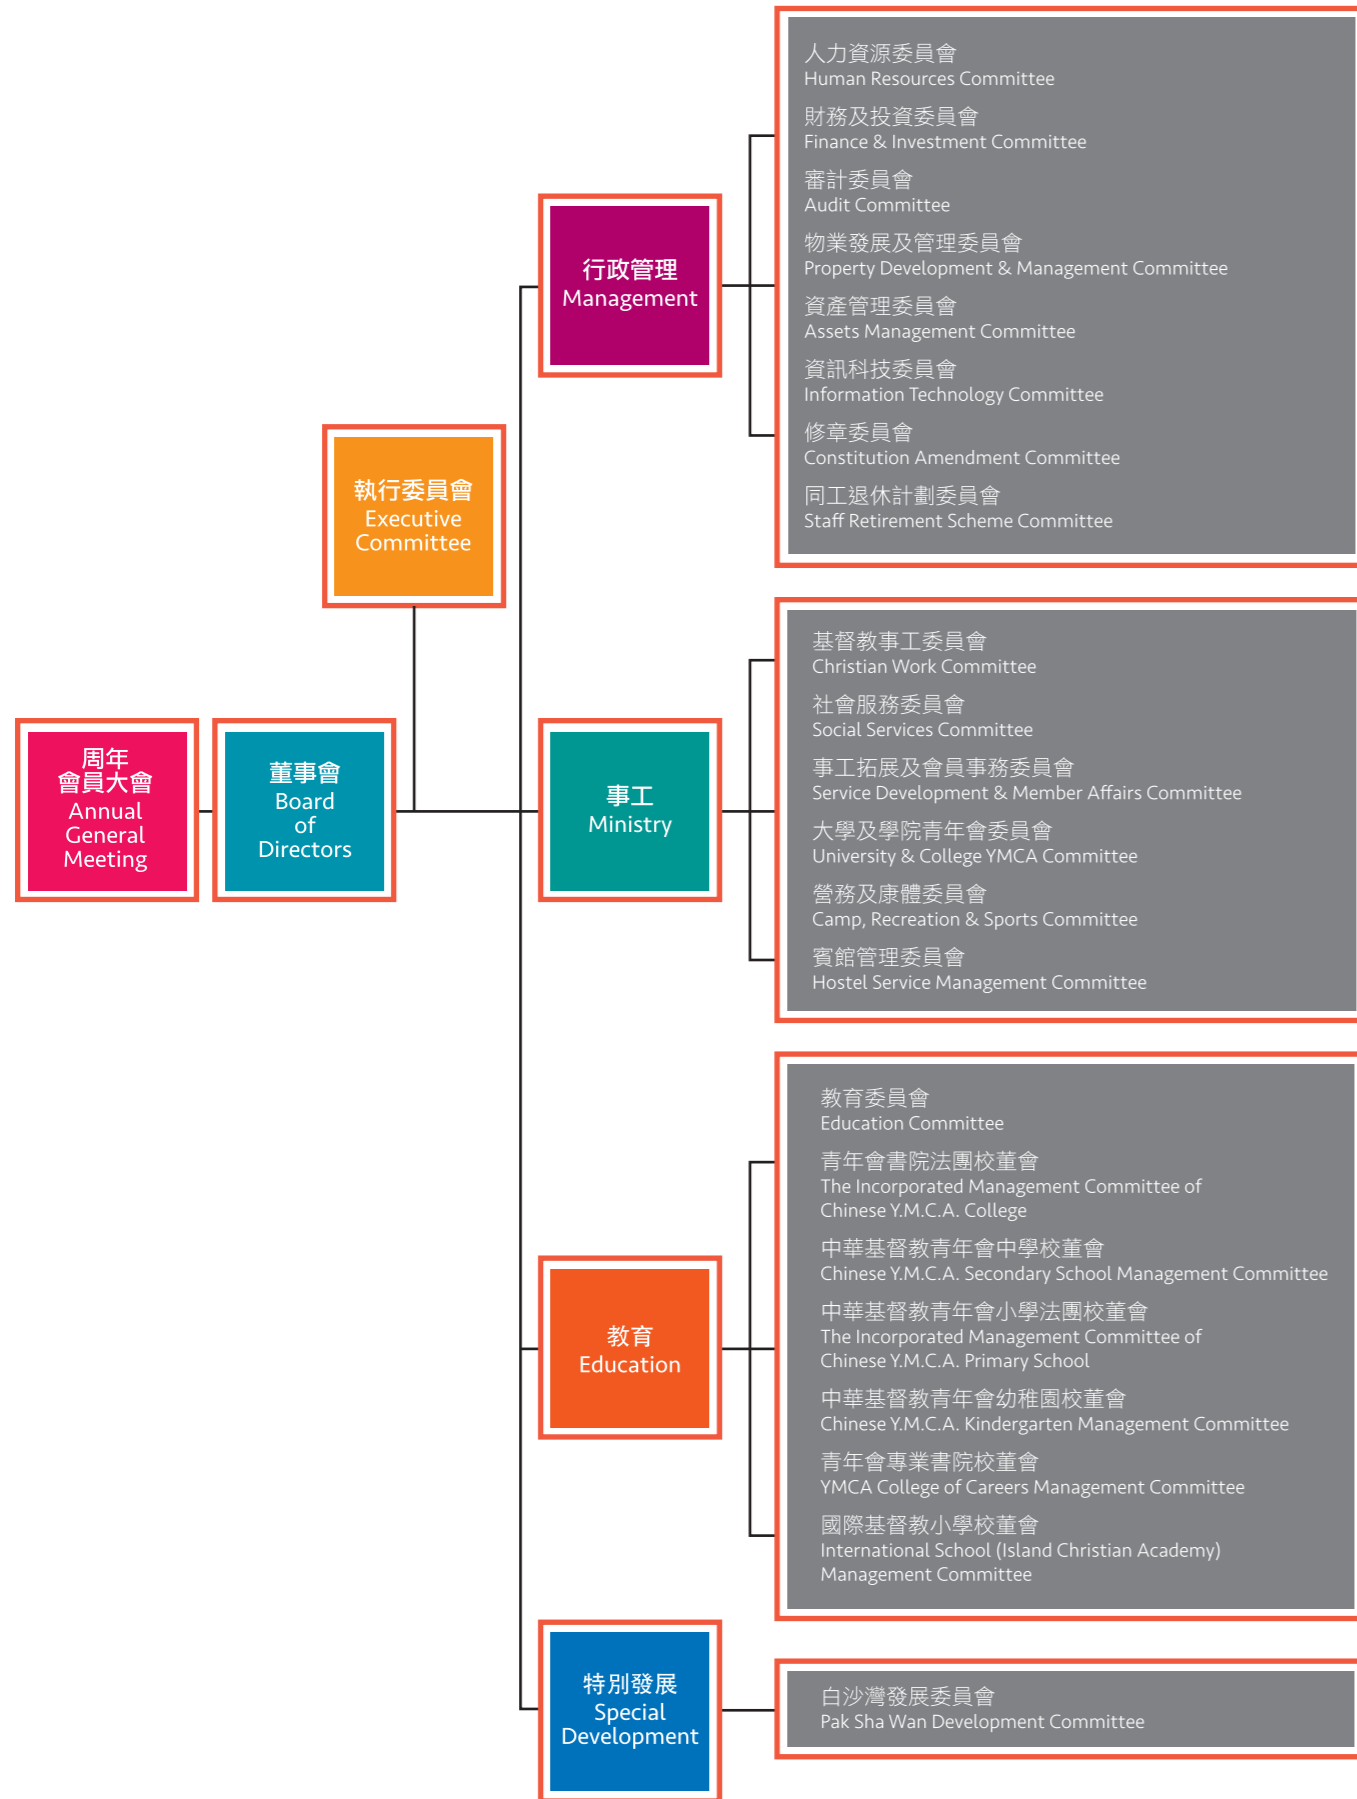 周年
會員大會
Annual
General
Meeting
董事會
Board
of
Directors
執行委員會
Executive
Committee
行政管理
Management
人力資源委員會
Human Resources Committee
財務及投資委員會
Finance & Investment Committee
審計委員會
Audit Committee
物業發展及管理委員會
Property Development & Management Committee
資產管理委員會
Assets Management Committee
資訊科技委員會
Information Technology Committee
修章委員會
Constitution Amendment Committee
同工退休計劃委員會
Staff Retirement Scheme Committee
事工
Ministry
基督教事工委員會
Christian Work Committee
社會服務委員會
Social Services Committee
事工拓展及會員事務委員會
Service Development & Member Affairs Committee
大學及學院青年會委員會
University & College YMCA Committee
營務及康體委員會
Camp, Recreation & Sports Committee
賓館管理委員會
Hostel Service Management Committee
教育
Education
教育委員會
Education Committee
青年會書院法團校董會
The Incorporated Management Committee of
Chinese Y.M.C.A. College
中華基督教青年會中學校董會
Chinese Y.M.C.A. Secondary School Management Committee
中華基督教青年會小學法團校董會
The Incorporated Management Committee of
Chinese Y.M.C.A. Primary School
中華基督教青年會幼稚園校董會
Chinese Y.M.C.A. Kindergarten Management Committee
青年會專業書院校董會
YMCA College of Careers Management Committee
國際基督教小學校董會
International School (Island Christian Academy)
Management Committee
特別發展
Special
Development
白沙灣發展委員會
Pak Sha Wan Development Committee